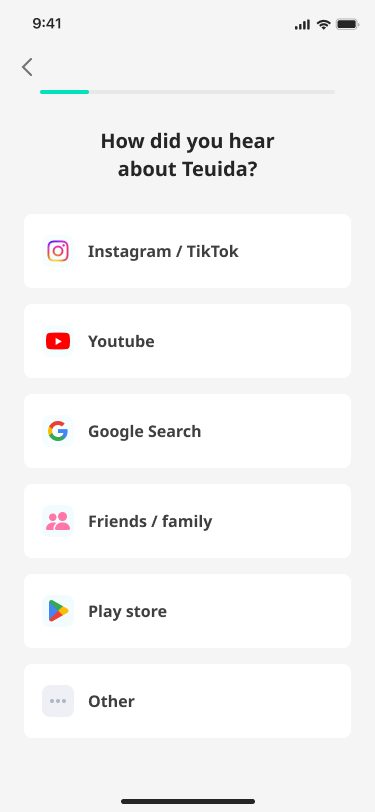 9:41
How did you hear
about Teuida?
Instagram / TikTok
Youtube
Google Search
Friends / family
Play store
Other